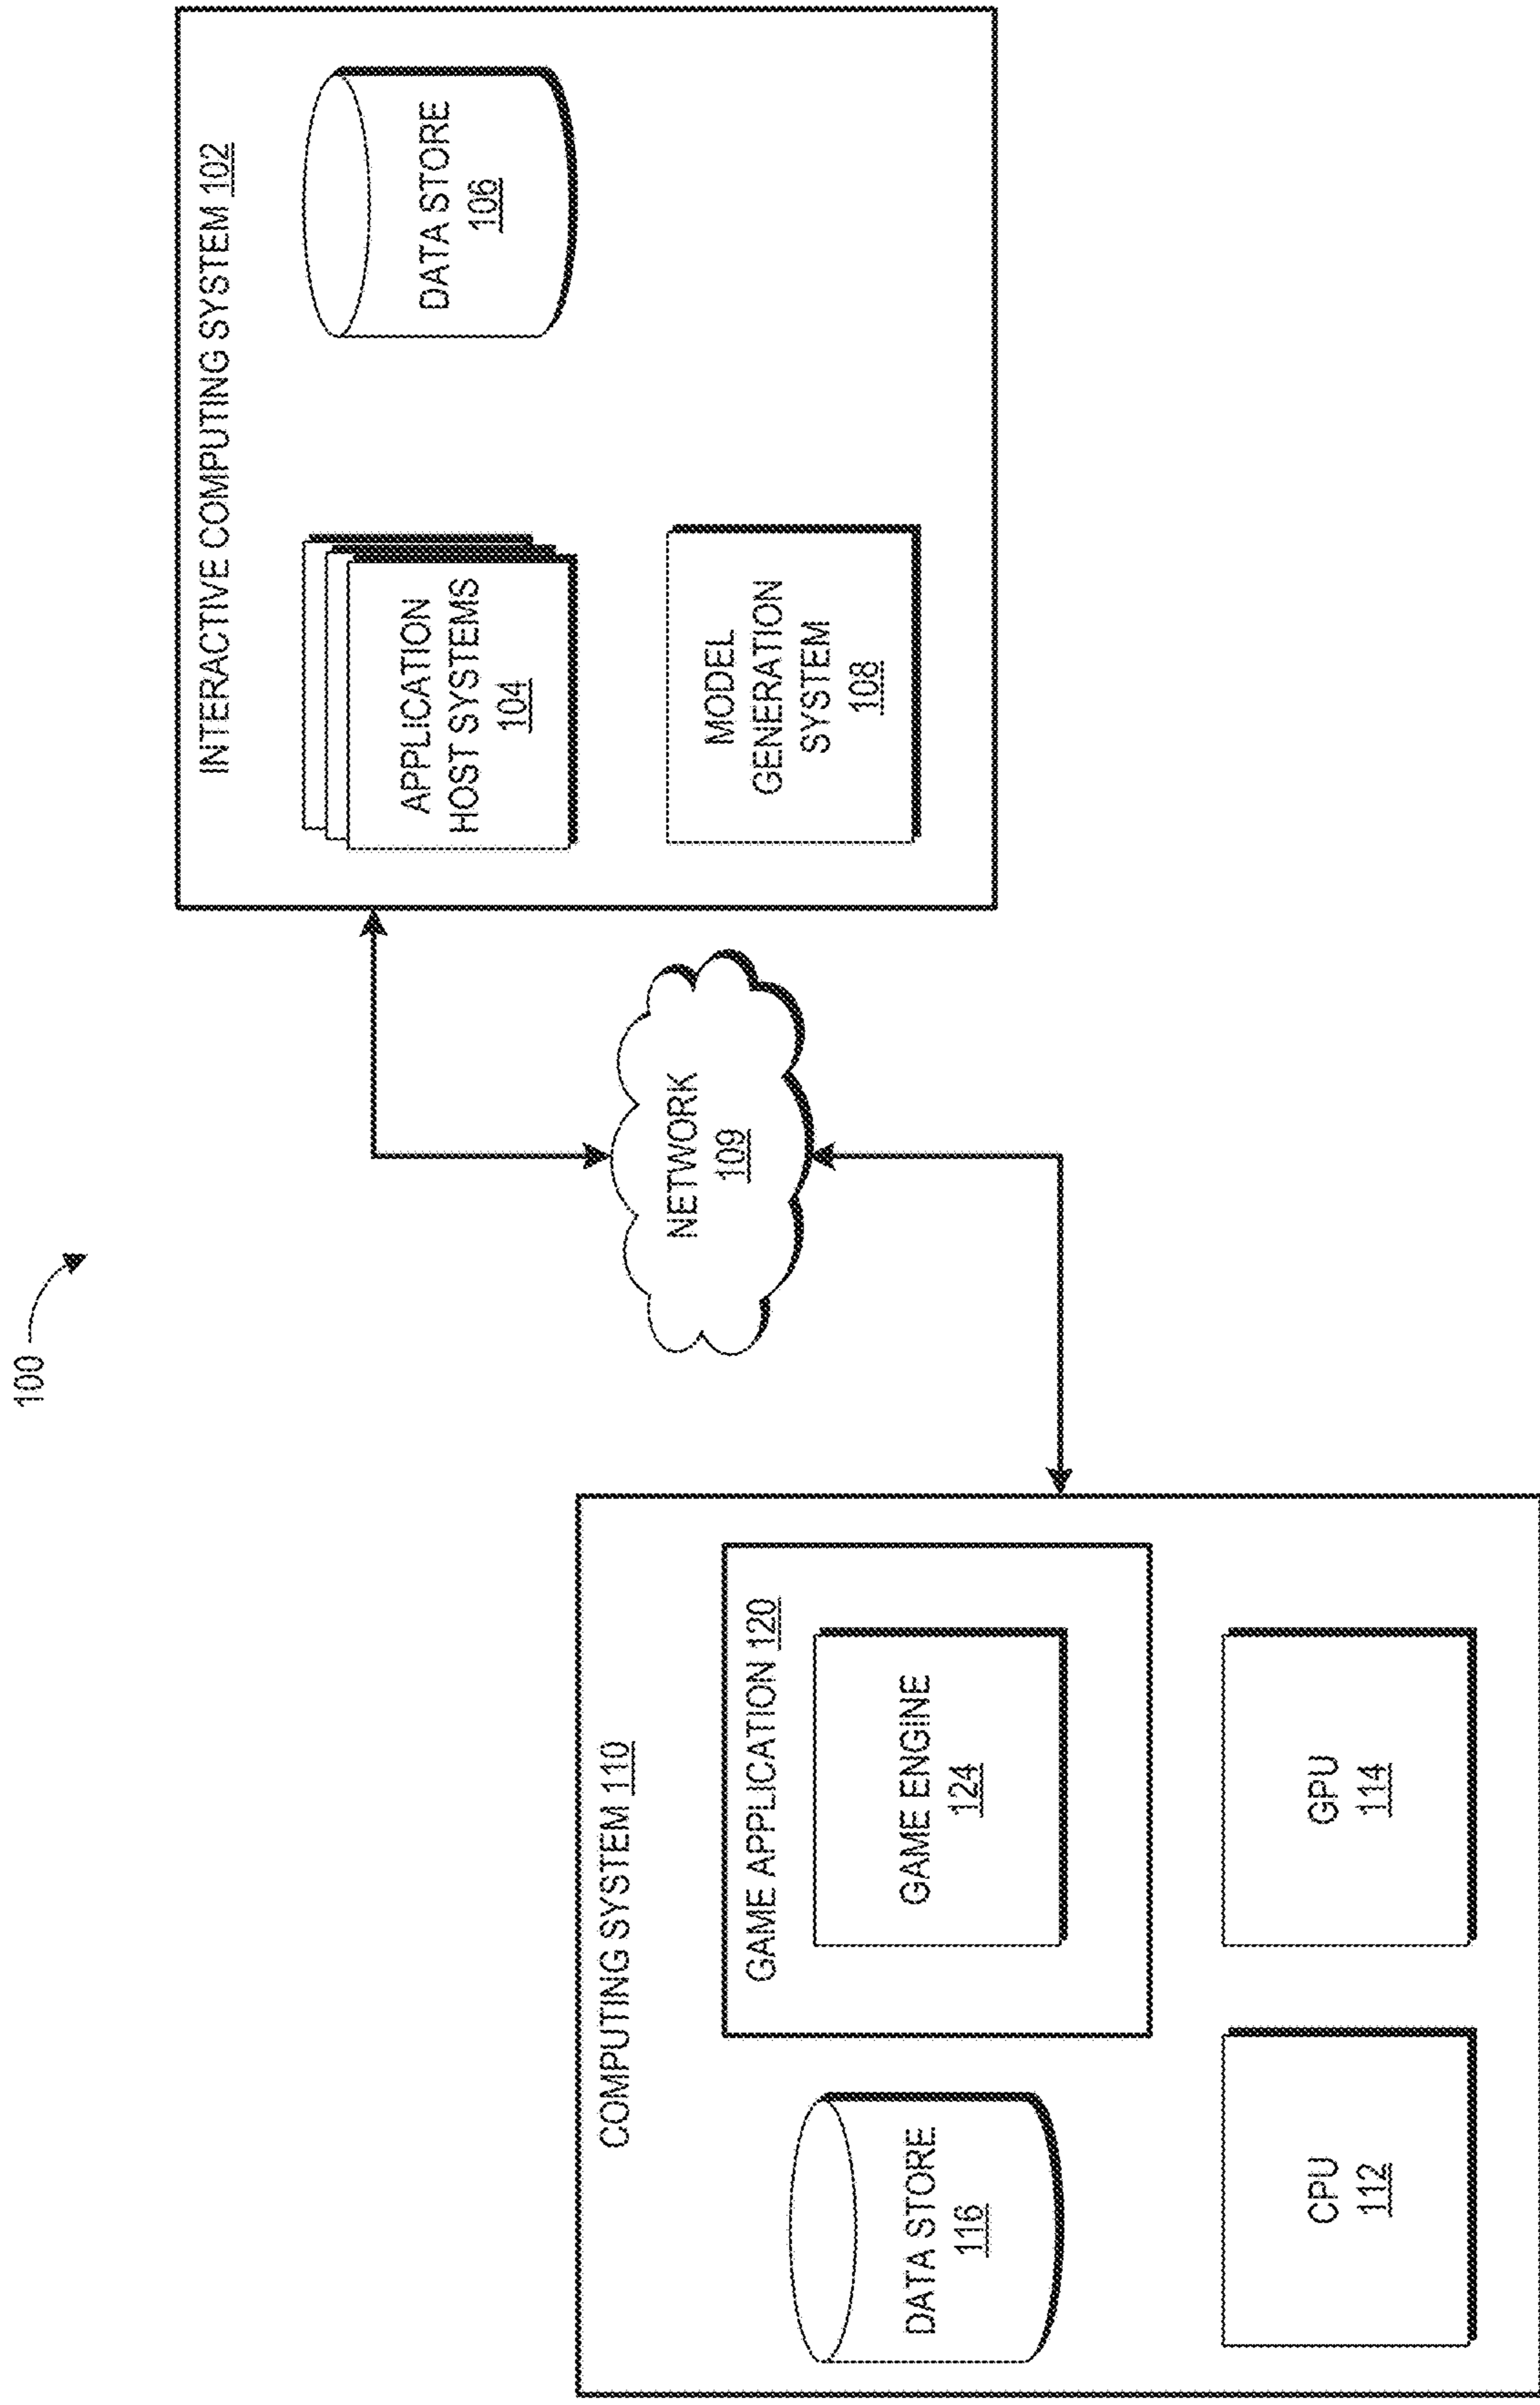 100
COMPUTING SYSTEM 110
DATA STORE
116
GAME APPLICATION 120
GAME ENGINE
124
CPU
112
GPU
114
NETWORK
109
INTERACTIVE COMPUTING SYSTEM 102
APPLICATION
HOST SYSTEMS
104
DATA STORE
106
MODEL
GENERATION
SYSTEM
108